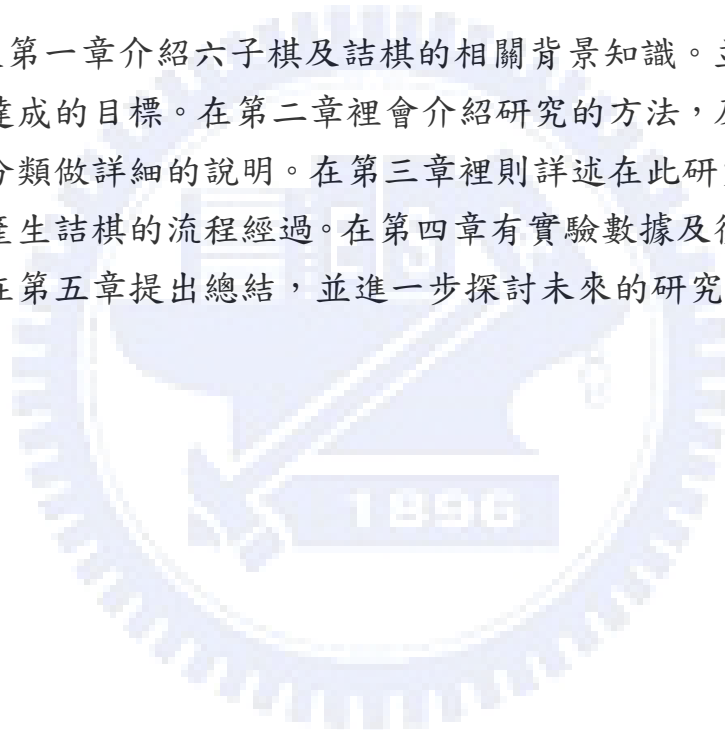 第一章介紹六子棋及詰棋的相關背景知識。
達成的目標。在第二章裡會介紹研究的方法，
分類做詳細的說明。在第三章裡則詳述在此研
產生詰棋的流程經過。在第四章有實驗數據及
在第五章提出總結，並進一步探討未來的研究
1896